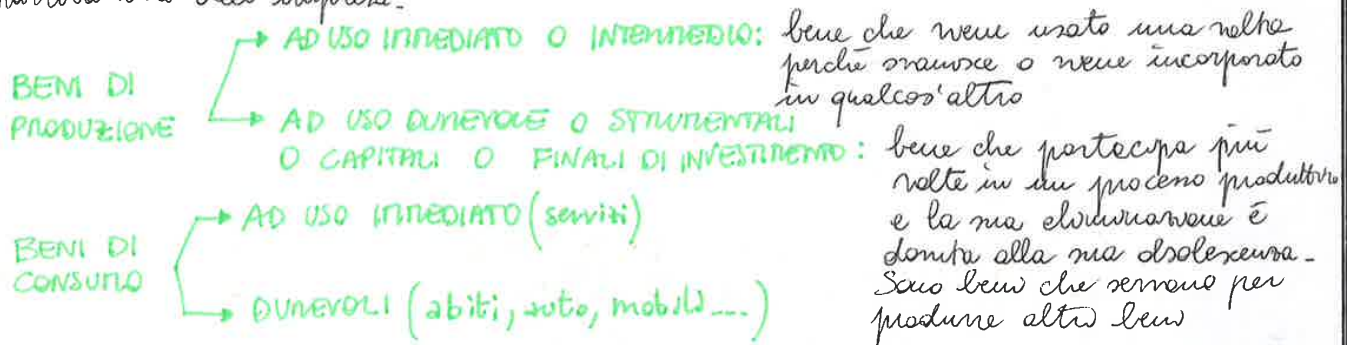 BENI DI
PRODUZIONE
AD USO IMMEDIATO O INTERMEDIO: bene che viene usato una volta
perché svanisce o viene incorporato
in qualcos'altro
AD USO DUREVOLE O STRUMENTALI
O CAPITALI O FINALI DI INVESTIMENTO: bene che partecipa più
volte in un processo produttivo
e la sua eliminazione è
dovuta alla sua obsolescenza.
Sono beni che servono per
produrre altri beni
BENI DI
CONSUMO
AD USO IMMEDIATO (servizi)
DUREVOLI (abiti, auto, mobili....)